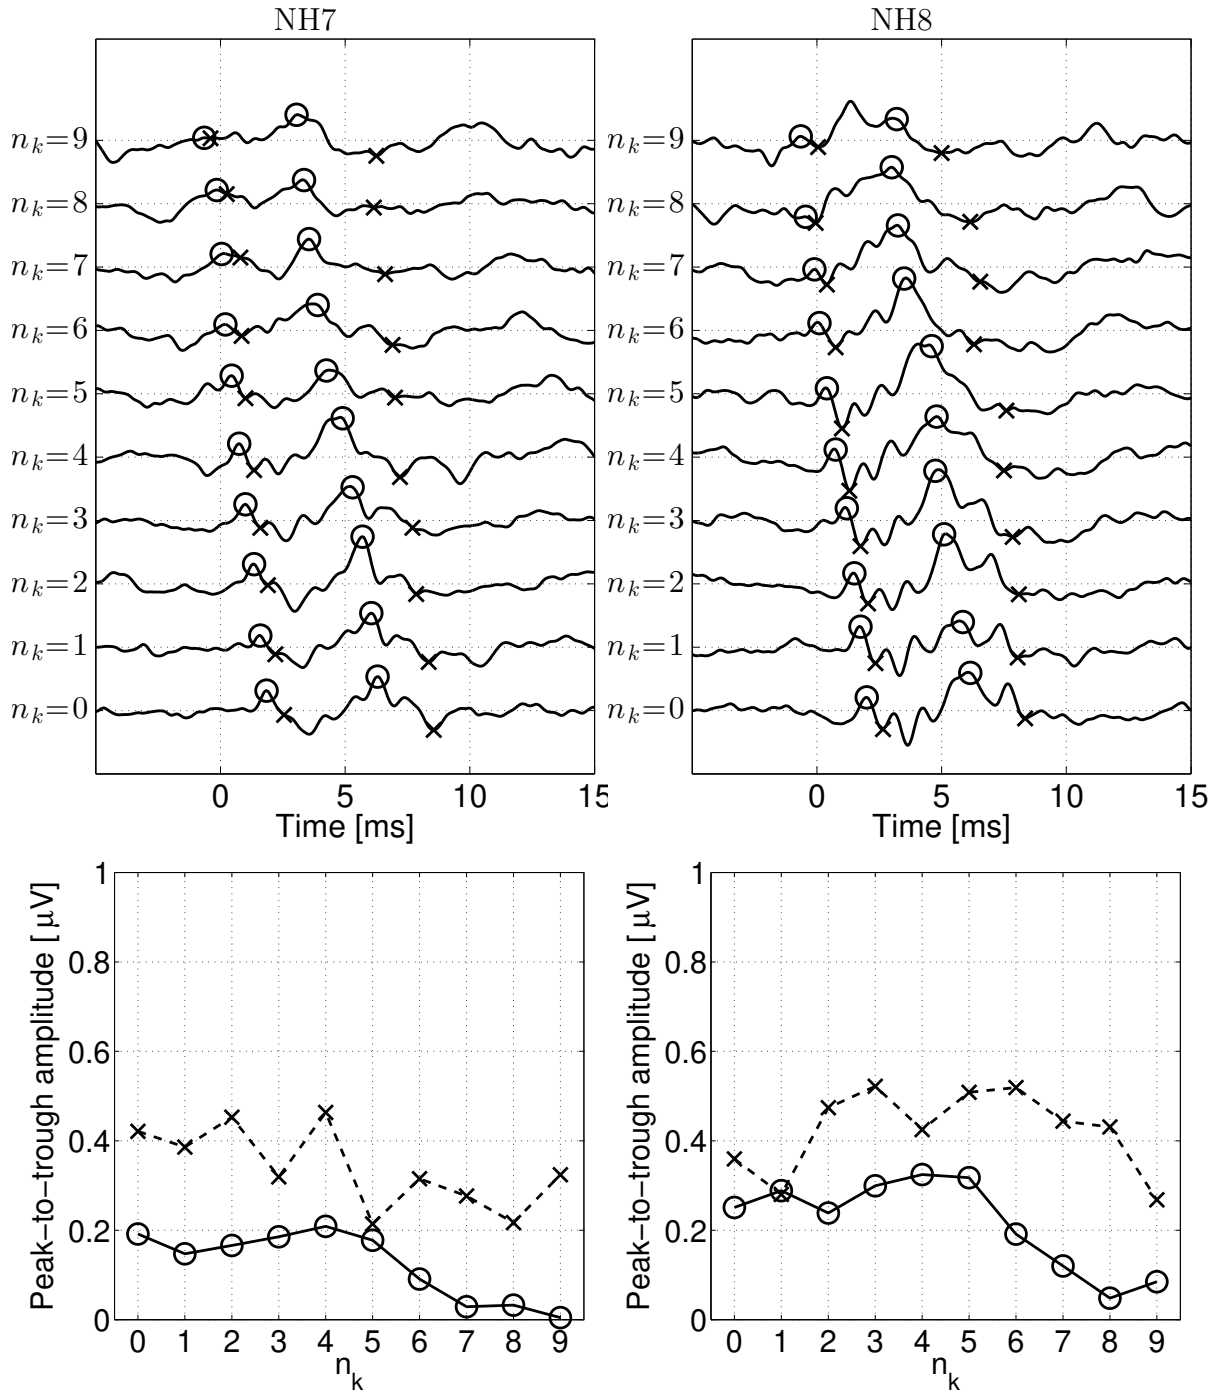 NH7
NH8
n_k=9
n_k=8
n_k=7
n_k=6
n_k=5
n_k=4
n_k=3
n_k=2
n_k=1
n_k=0
0 5 10 15
Time [ms]
n_k=9
n_k=8
n_k=7
n_k=6
n_k=5
n_k=4
n_k=3
n_k=2
n_k=1
n_k=0
0 5 10 15
Time [ms]
Peak-to-trough amplitude [μV]
1
0.8
0.6
0.4
0.2
0
0 1 2 3 4 5 6 7 8 9
n_k
Peak-to-trough amplitude [μV]
1
0.8
0.6
0.4
0.2
0
0 1 2 3 4 5 6 7 8 9
n_k